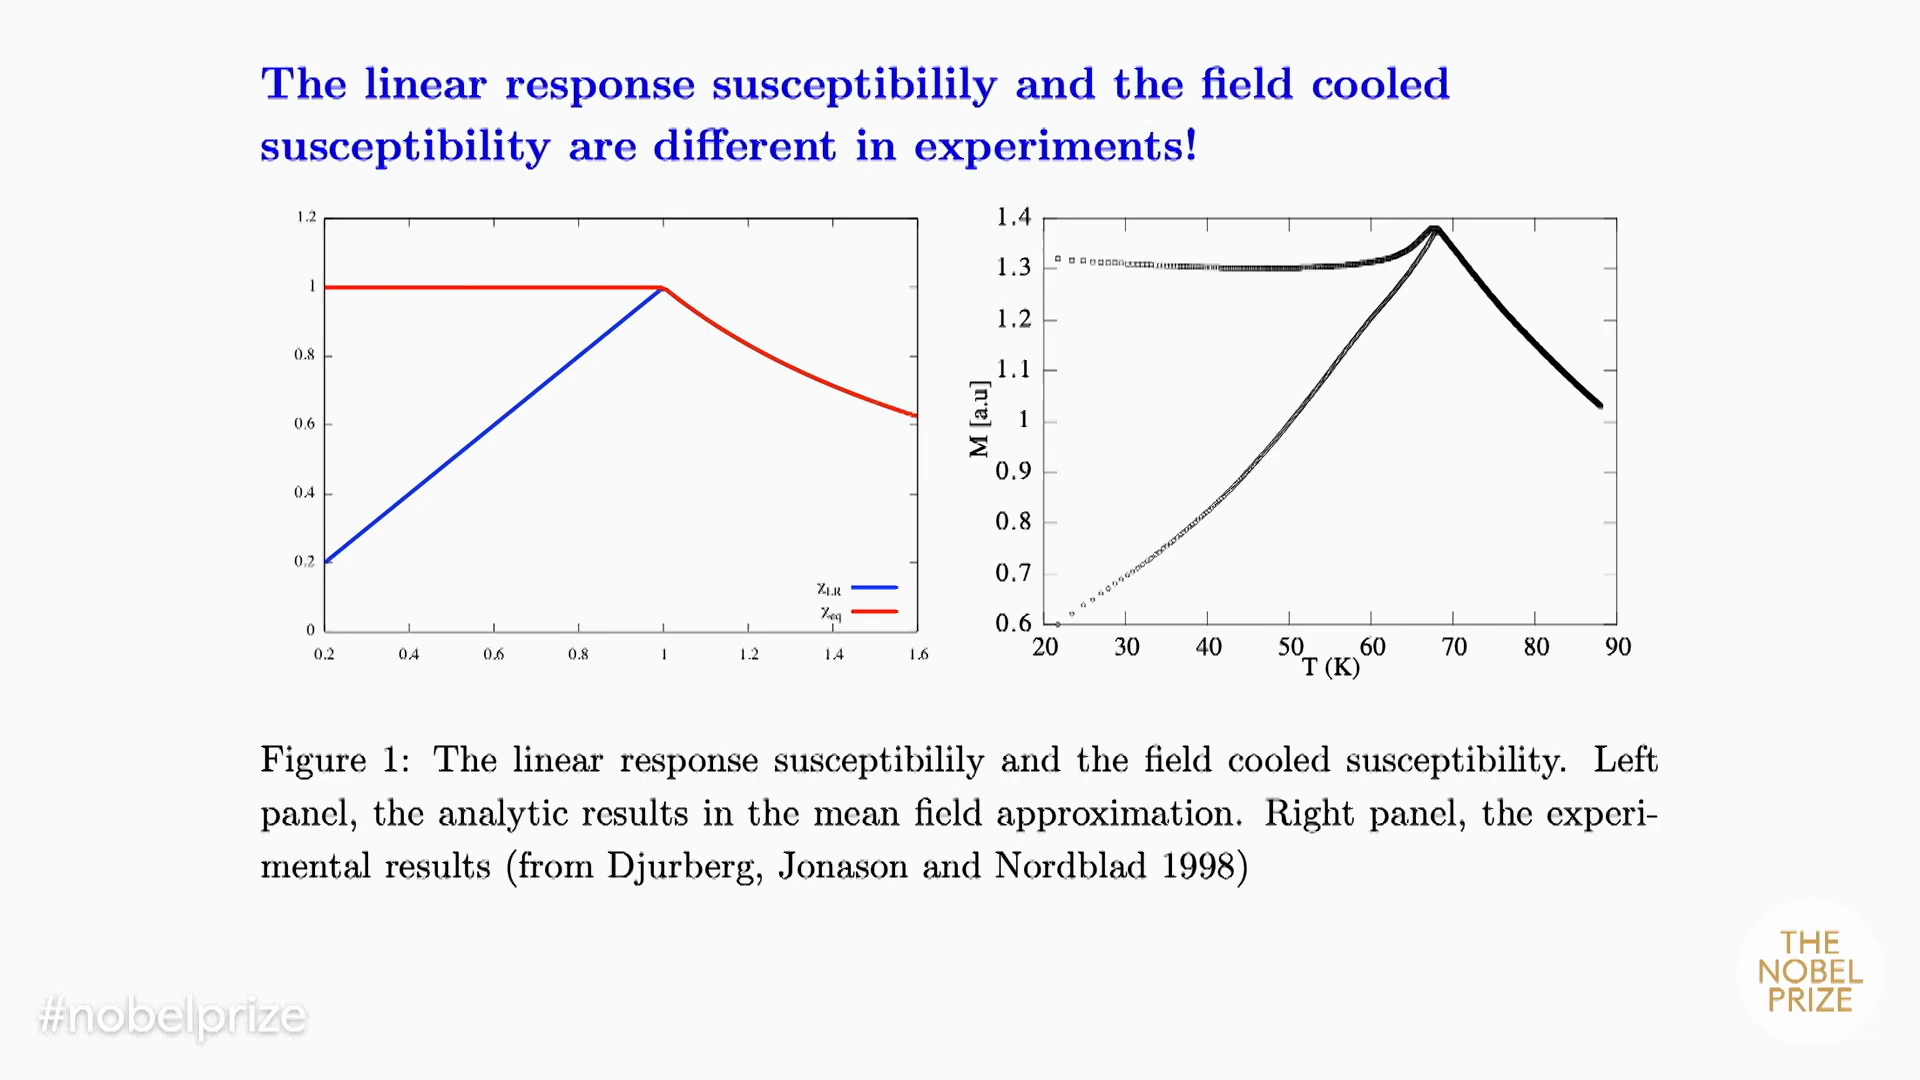 The linear response susceptibilily and the field cooled
susceptibility are different in experiments!
1.2
1
0.8
0.6
0.4
0.2
0
0.2 0.4 0.6 0.8 1 1.2 1.4 1.6
χLR
χeq
1.4
1.3
1.2
1.1
1
0.9
0.8
0.7
0.6
M [a.u]
20 30 40 50 60 70 80 90
T (K)
Figure 1: The linear response susceptibilily and the field cooled susceptibility. Left
panel, the analytic results in the mean field approximation. Right panel, the experi-
mental results (from Djurberg, Jonason and Nordblad 1998)
THE
NOBEL
PRIZE
#nobelprize